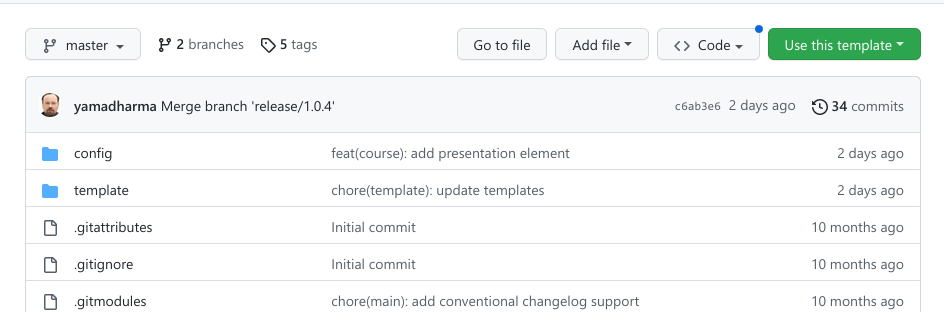 master 2 branches 5 tags Go to file Add file Code Use this template
yamadharma Merge branch 'release/1.0.4' c6ab3e6 2 days ago 34 commits
config feat(course): add presentation element 2 days ago
template chore(template): update templates 2 days ago
.gitattributes Initial commit 10 months ago
.gitignore Initial commit 10 months ago
.gitmodules chore(main): add conventional changelog support 10 months ago